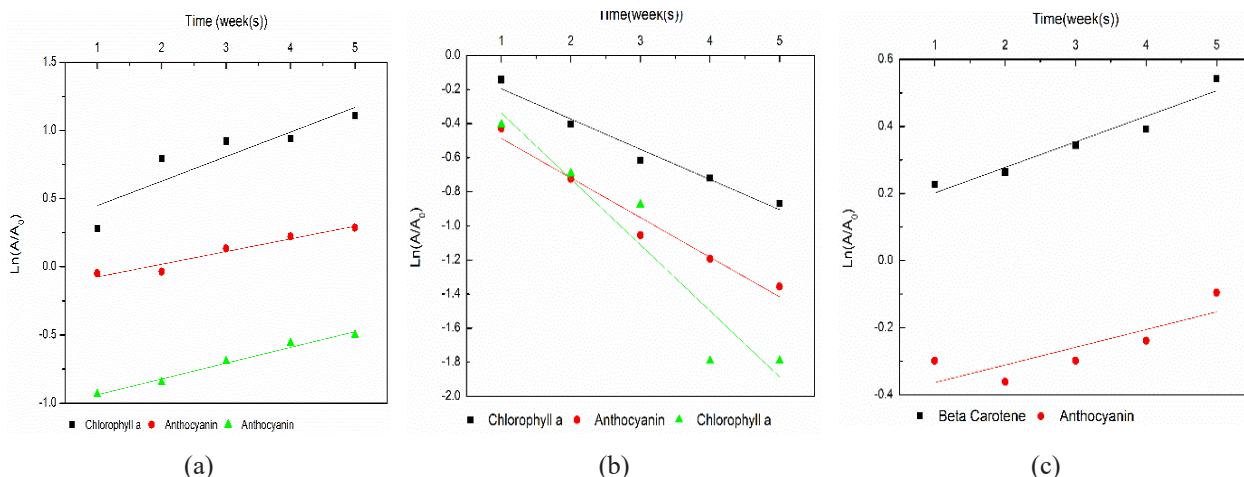 Time (week(s))
1 2 3 4 5
1.5
1.0
0.5
0.0
-0.5
-1.0
Ln(A/A0)
Chlorophyll a Anthocyanin Anthocyanin
(a)
Time(week(s))
1 2 3 4 5
0.0
-0.2
-0.4
-0.6
-0.8
-1.0
-1.2
-1.4
-1.6
-1.8
-2.0
Ln(A/A0)
Chlorophyll a Anthocyanin Chlorophyll a
(b)
Time(week(s))
1 2 3 4 5
0.6
0.4
0.2
0.0
-0.2
-0.4
Ln(A/A0)
Beta Carotene Anthocyanin
(c)